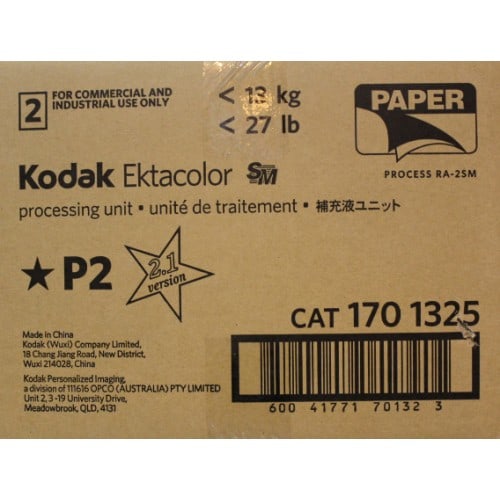 2
FOR COMMERCIAL AND
INDUSTRIAL USE ONLY
< 13 kg
< 27 lb
PAPER
PROCESS RA-2SM
Kodak Ektacolor SM
processing unit • unité de traitement • 補充液ユニット
★ P2
2.1
version
CAT 170 1325
Made in China
Kodak (Wuxi) Company Limited,
18 Chang Jiang Road, New District,
Wuxi 214028, China
Kodak Personalized Imaging,
a division of 111616 OPCO (AUSTRALIA) PTY LIMITED
Unit 2, 3 -19 University Drive,
Meadowbrook, QLD, 4131
600 41771 70132 3